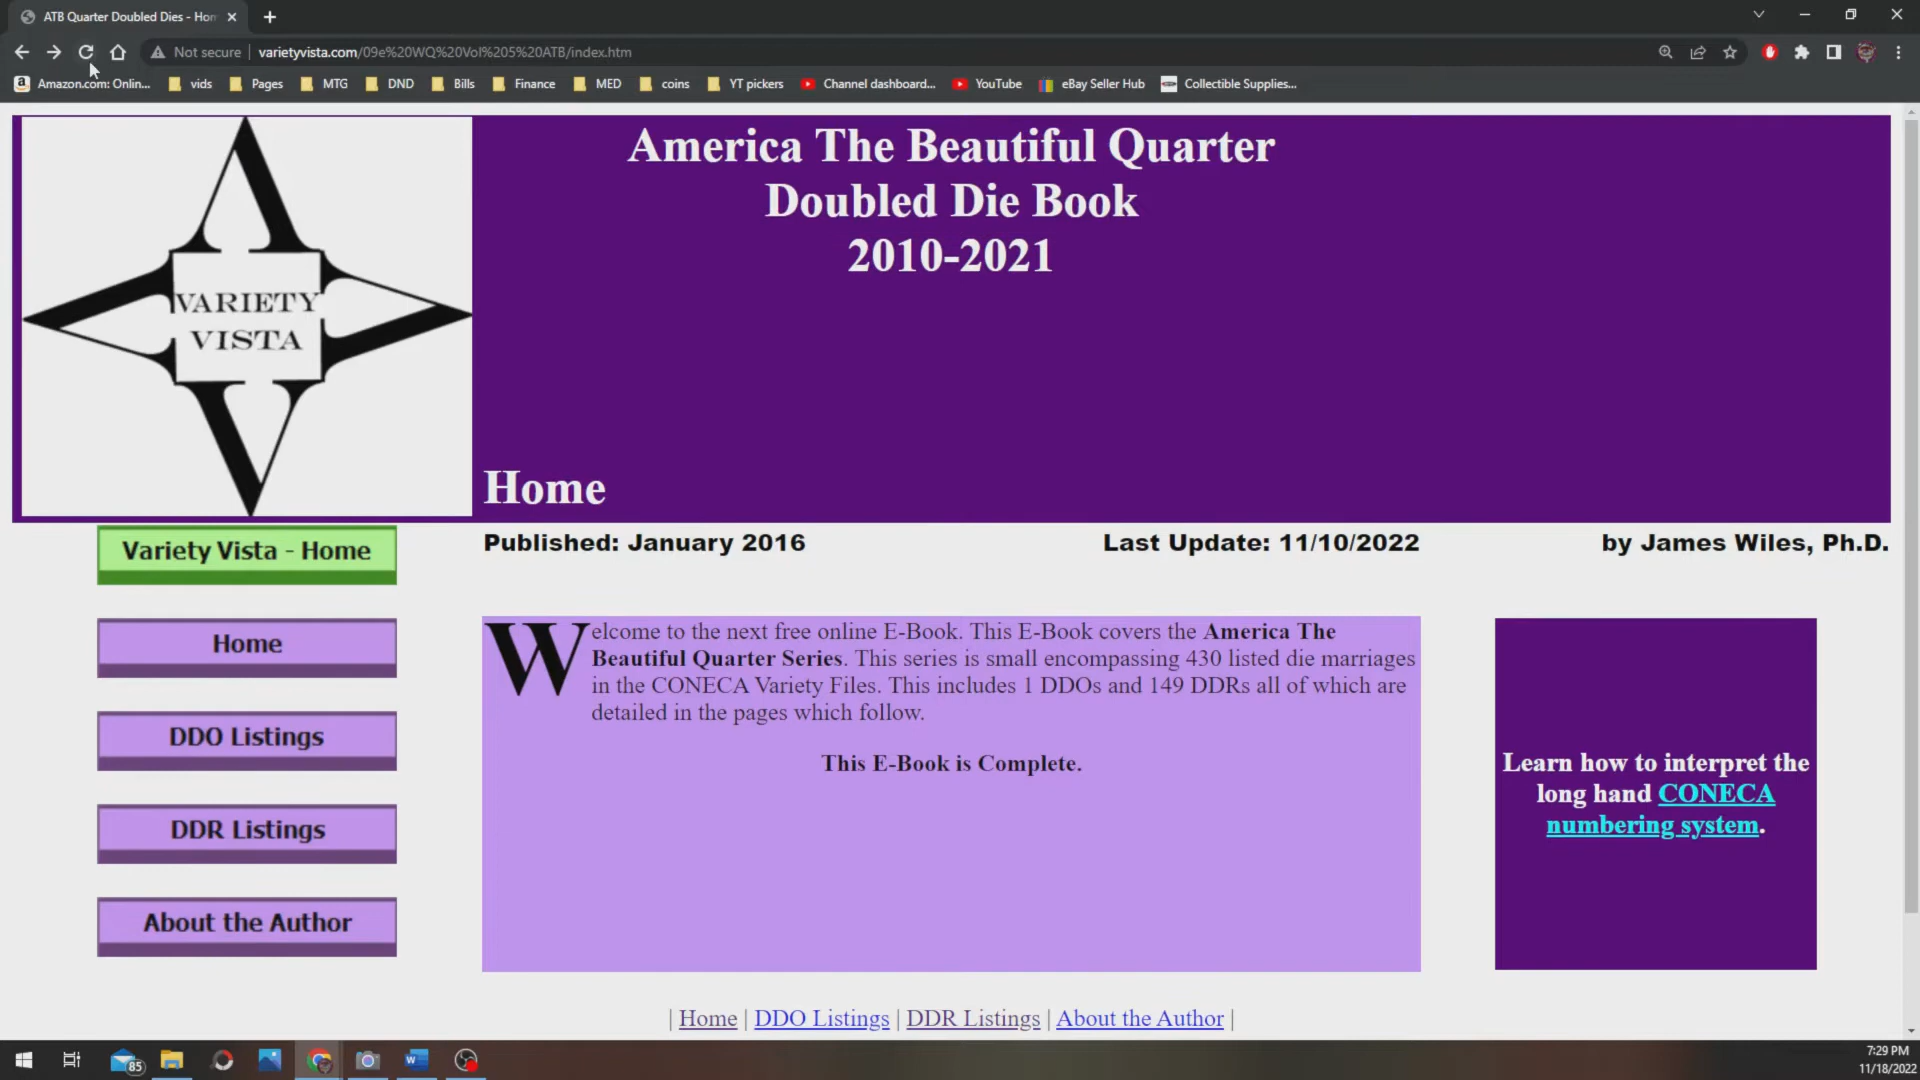 ATB Quarter Doubled Dies - Hom
Not secure | varietyvista.com/09e%20WQ%20Vol%205%20ATB/index.htm
Amazon.com: Onlin... vids Pages MTG DND Bills Finance MED coins YT pickers Channel dashboard... YouTube eBay Seller Hub Collectible Supplies...
America The Beautiful Quarter
Doubled Die Book
2010-2021
VARIETY
VISTA
Home
Variety Vista - Home
Published: January 2016 Last Update: 11/10/2022 by James Wiles, Ph.D.
Home
DDO Listings
DDR Listings
About the Author
Welcome to the next free online E-Book. This E-Book covers the America The
Beautiful Quarter Series. This series is small encompassing 430 listed die marriages
in the CONECA Variety Files. This includes 1 DDOs and 149 DDRs all of which are
detailed in the pages which follow.
This E-Book is Complete.
Learn how to interpret the
long hand CONECA
numbering system.
| Home | DDO Listings | DDR Listings | About the Author |
85
7:29 PM
11/18/2022